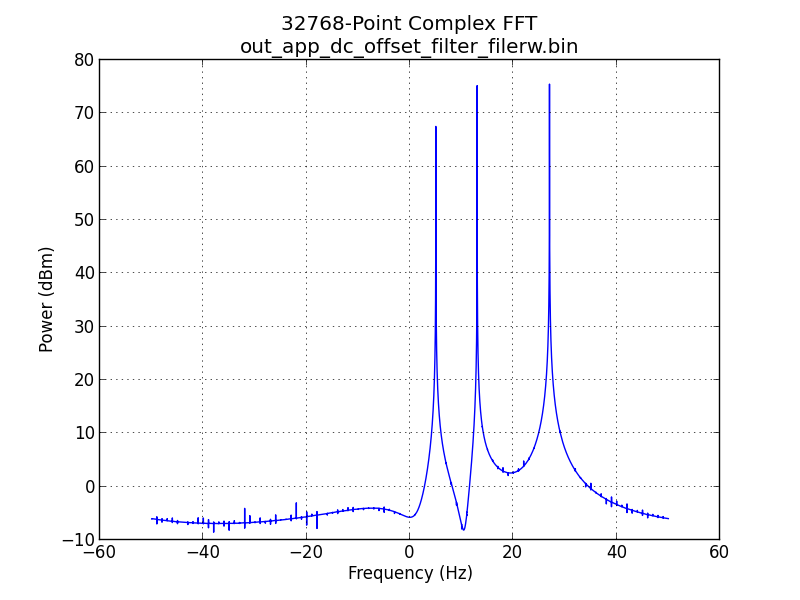 32768-Point Complex FFT
out_app_dc_offset_filter_filerw.bin
80
70
60
50
40
30
20
10
0
−10
Power (dBm)
−60 −40 −20 0 20 40 60
Frequency (Hz)